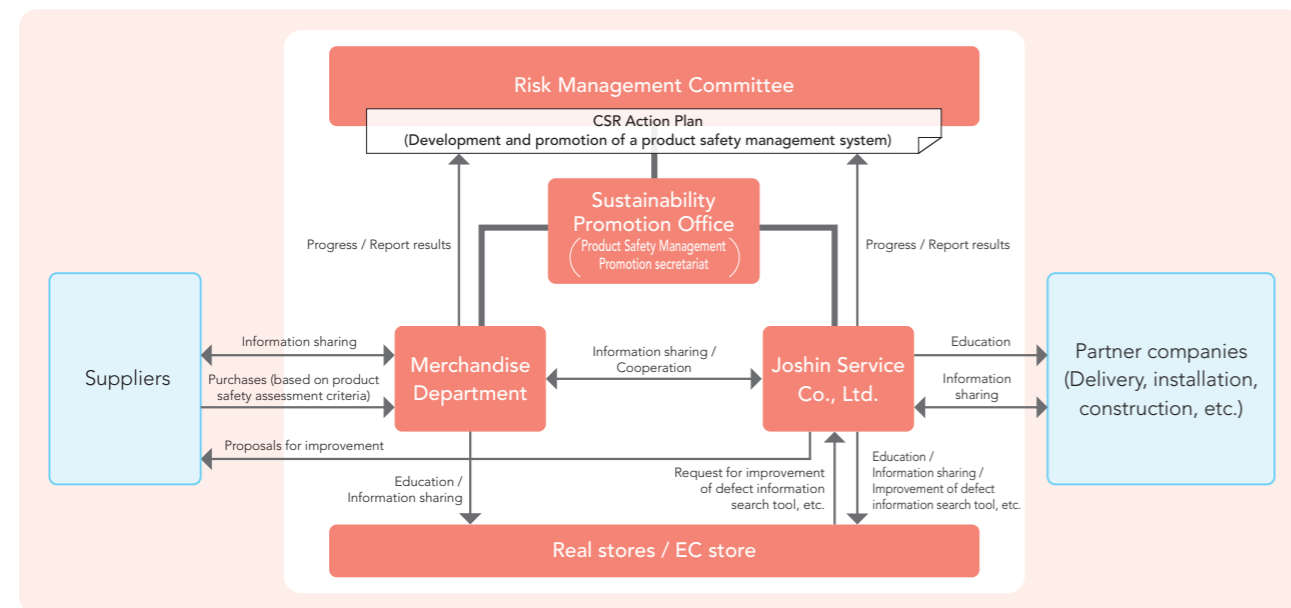 Risk Management Committee
CSR Action Plan
(Development and promotion of a product safety management system)
Sustainability
Promotion Office
(Product Safety Management
Promotion secretariat)
Progress / Report results
Progress / Report results
Suppliers
Information sharing
Purchases (based on product
safety assessment criteria)
Proposals for improvement
Merchandise
Department
Information sharing /
Cooperation
Joshin Service
Co., Ltd.
Education
Information
sharing
Partner companies
(Delivery, installation,
construction, etc.)
Education /
Information sharing
Request for improvement
of defect information
search tool, etc.
Education /
Information sharing /
Improvement of defect
information search tool, etc.
Real stores / EC store